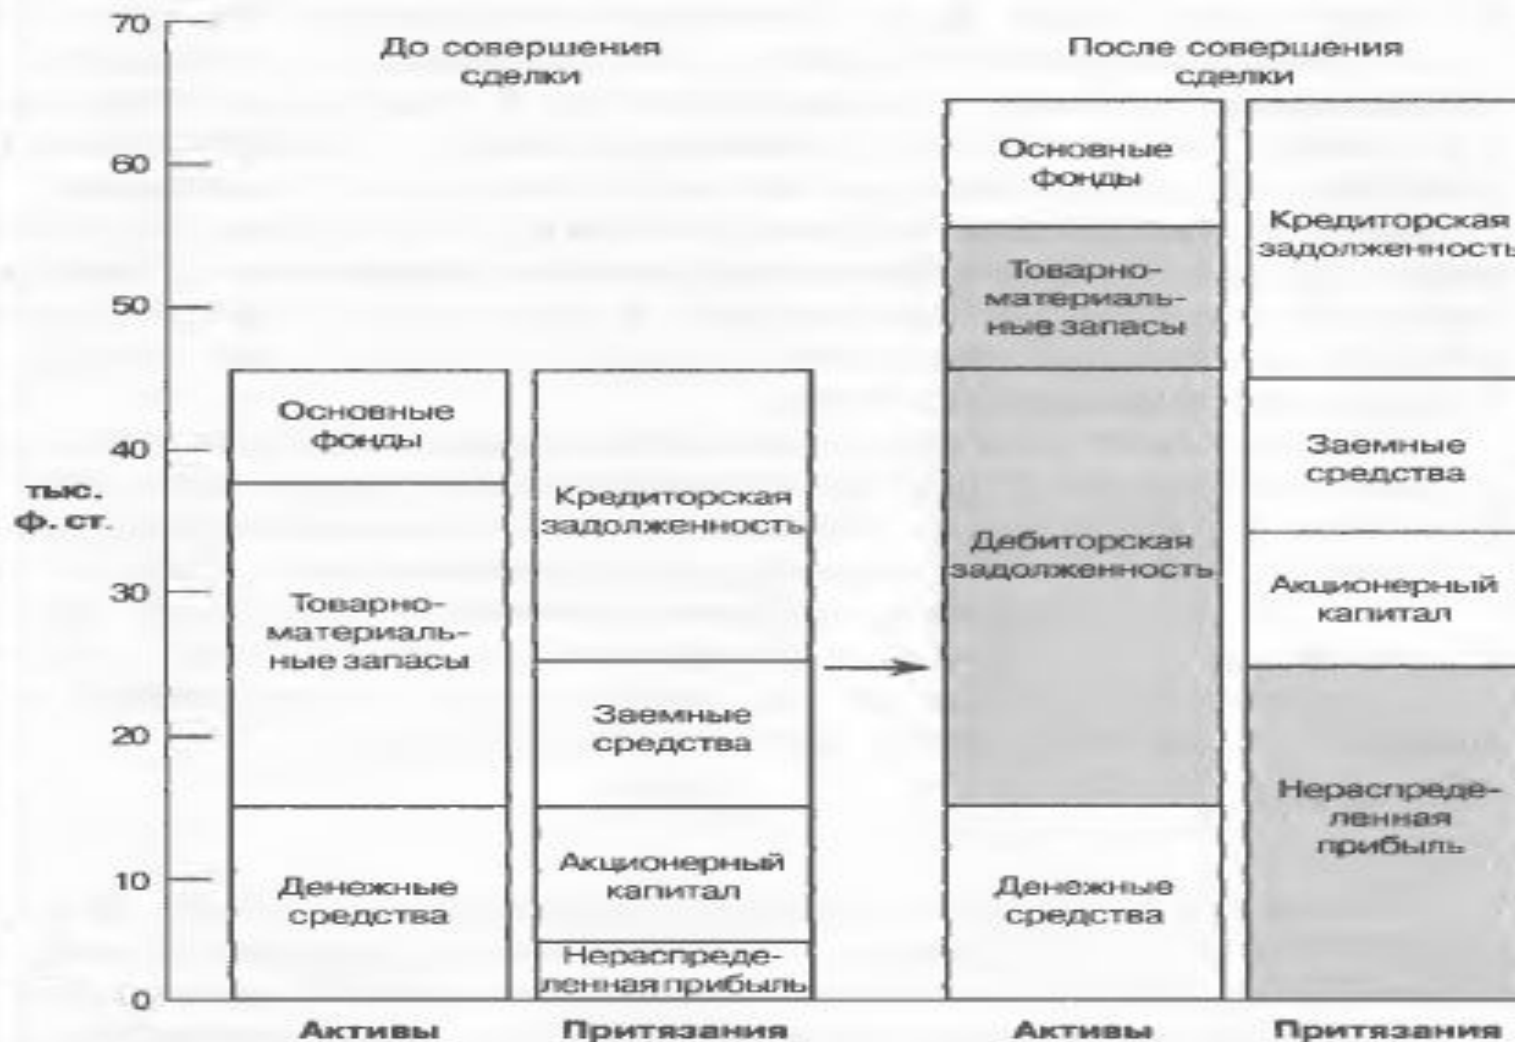 До совершения
сделки
После совершения
сделки
70
60
50
40
30
20
10
0
тыс.
ф. ст.
Основные
фонды
Товарно-
материаль-
ные запасы
Денежные
средства
Кредиторская
задолженность
Заемные
средства
Акционерный
капитал
Нераспреде-
ленная прибыль
Основные
фонды
Товарно-
материаль-
ные запасы
Дебиторская
задолженность
Денежные
средства
Кредиторская
задолженность
Заемные
средства
Акционерный
капитал
Нераспреде-
ленная
прибыль
Активы
Притязания
Активы
Притязания